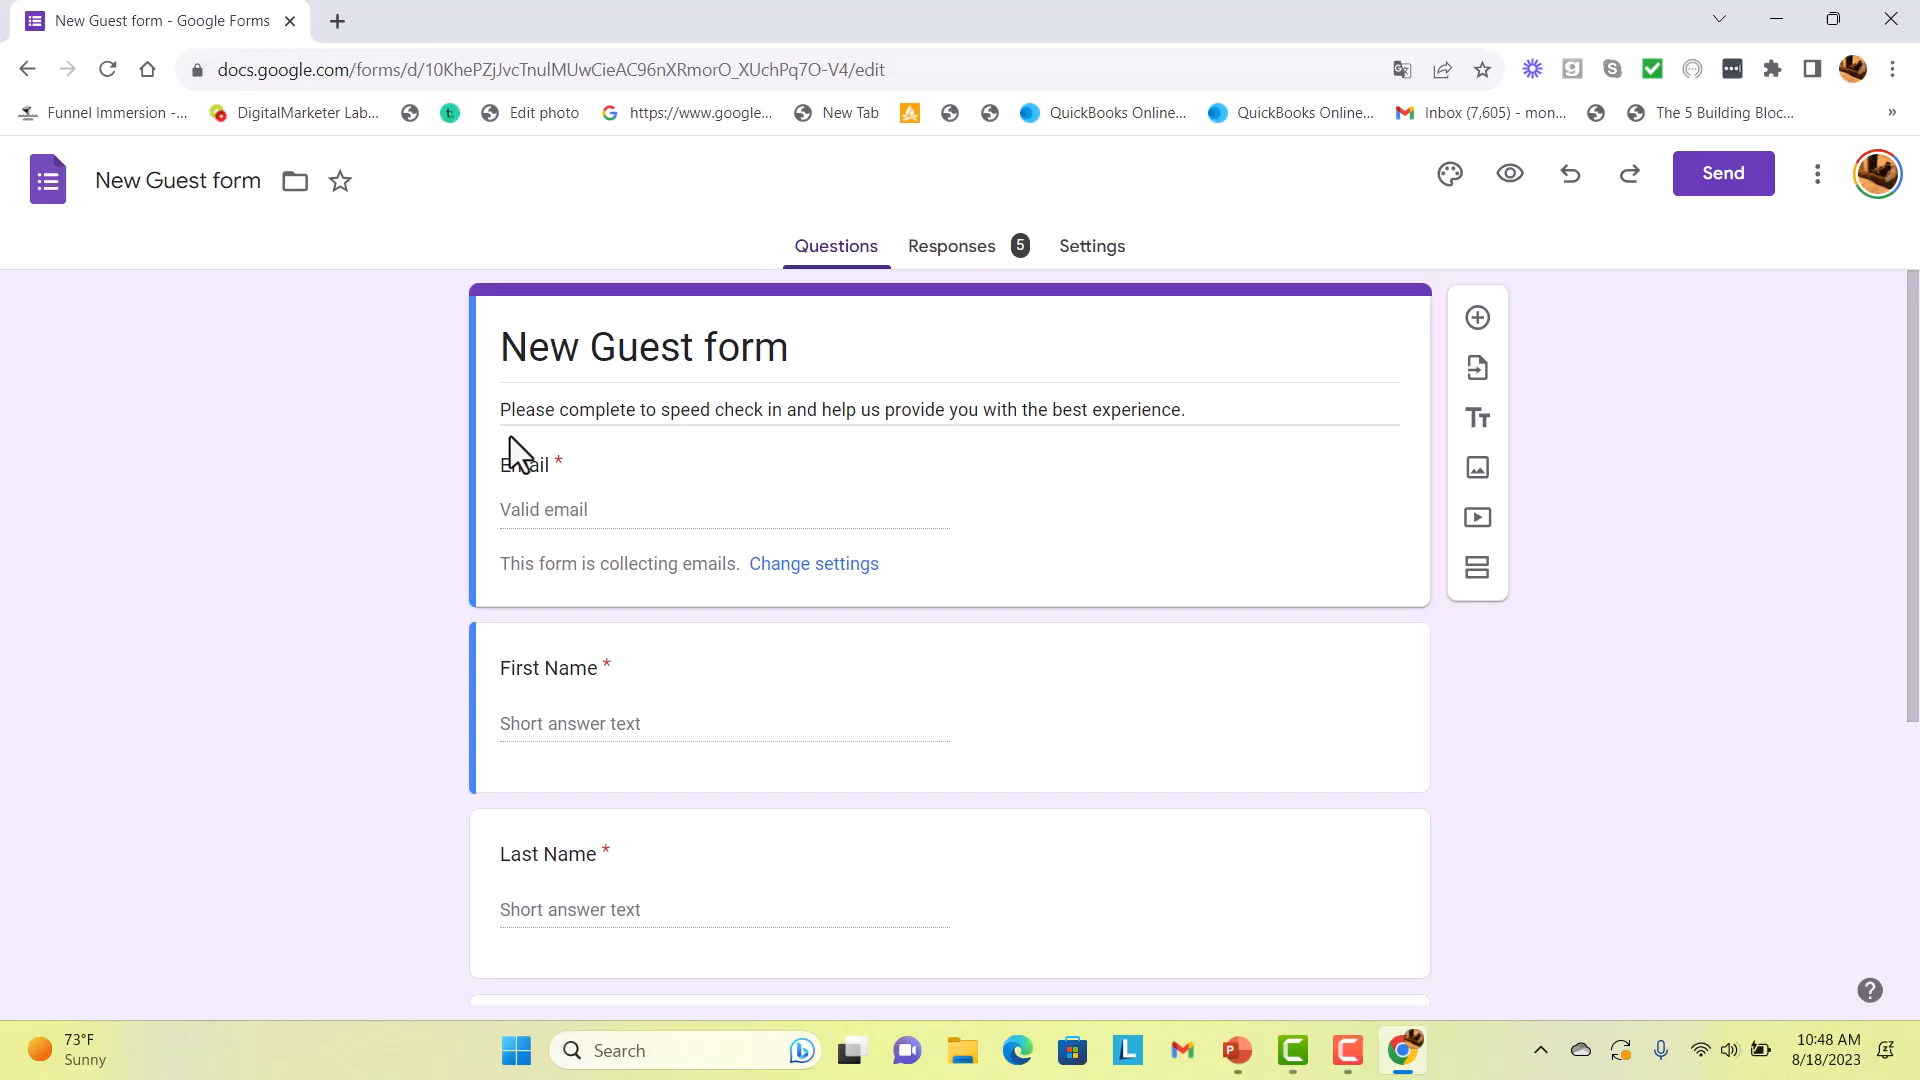 New Guest form - Google Forms
docs.google.com/forms/d/10KhePZjJvcTnulMUwCieAC96nXRmorO_XUchPq7O-V4/edit
Funnel Immersion -...
DigitalMarketer Lab...
t
Edit photo
https://www.google...
New Tab
QuickBooks Online...
QuickBooks Online...
Inbox (7,605) - mon...
The 5 Building Bloc...
»
New Guest form
Send
Questions
Responses 5
Settings
New Guest form
Please complete to speed check in and help us provide you with the best experience.
Email *
Valid email
This form is collecting emails. Change settings
First Name *
Short answer text
Last Name *
Short answer text
73°F
Sunny
Search
10:48 AM
8/18/2023